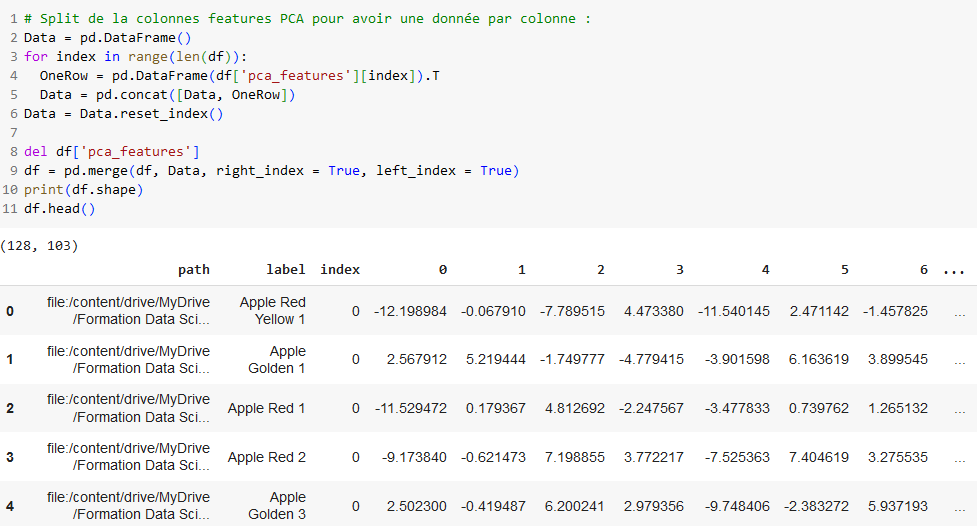 1 # Split de la colonnes features PCA pour avoir une donnée par colonne :
2 Data = pd.DataFrame()
3 for index in range(len(df)):
4   OneRow = pd.DataFrame(df['pca_features'][index]).T
5   Data = pd.concat([Data, OneRow])
6 Data = Data.reset_index()
7
8 del df['pca_features']
9 df = pd.merge(df, Data, right_index = True, left_index = True)
10 print(df.shape)
11 df.head()
(128, 103)
path label index 0 1 2 3 4 5 6 ...
0 file:/content/drive/MyDrive Apple Red 0 -12.198984 -0.067910 -7.789515 4.473380 -11.540145 2.471142 -1.457825 ...
/Formation Data Sci... Yellow 1
1 file:/content/drive/MyDrive Apple 0 2.567912 5.219444 -1.749777 -4.779415 -3.901598 6.163619 3.899545 ...
/Formation Data Sci... Golden 1
2 file:/content/drive/MyDrive Apple Red 1 0 -11.529472 0.179367 4.812692 -2.247567 -3.477833 0.739762 1.265132 ...
/Formation Data Sci...
3 file:/content/drive/MyDrive Apple Red 2 0 -9.173840 -0.621473 7.198855 3.772217 -7.525363 7.404619 3.275535 ...
/Formation Data Sci...
4 file:/content/drive/MyDrive Apple 0 2.502300 -0.419487 6.200241 2.979356 -9.748406 -2.383272 5.937193 ...
/Formation Data Sci... Golden 3